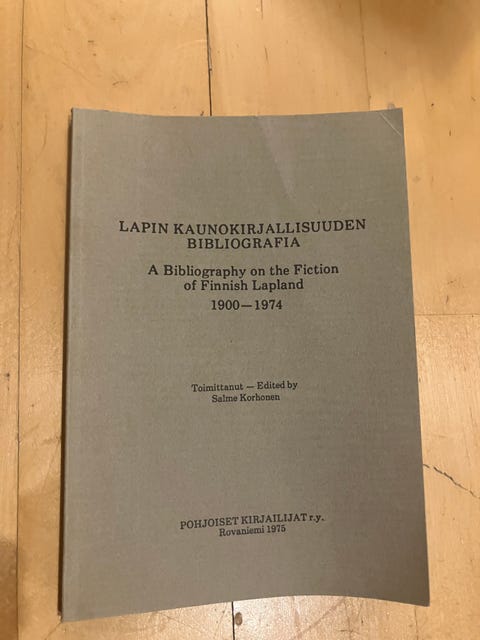 LAPIN KAUNOKIRJALLISUUDEN
BIBLIOGRAFIA
A Bibliography on the Fiction
of Finnish Lapland
1900—1974
Toimittanut — Edited by
Salme Korhonen
POHJOISET KIRJAILIJAT r.y.
Rovaniemi 1975